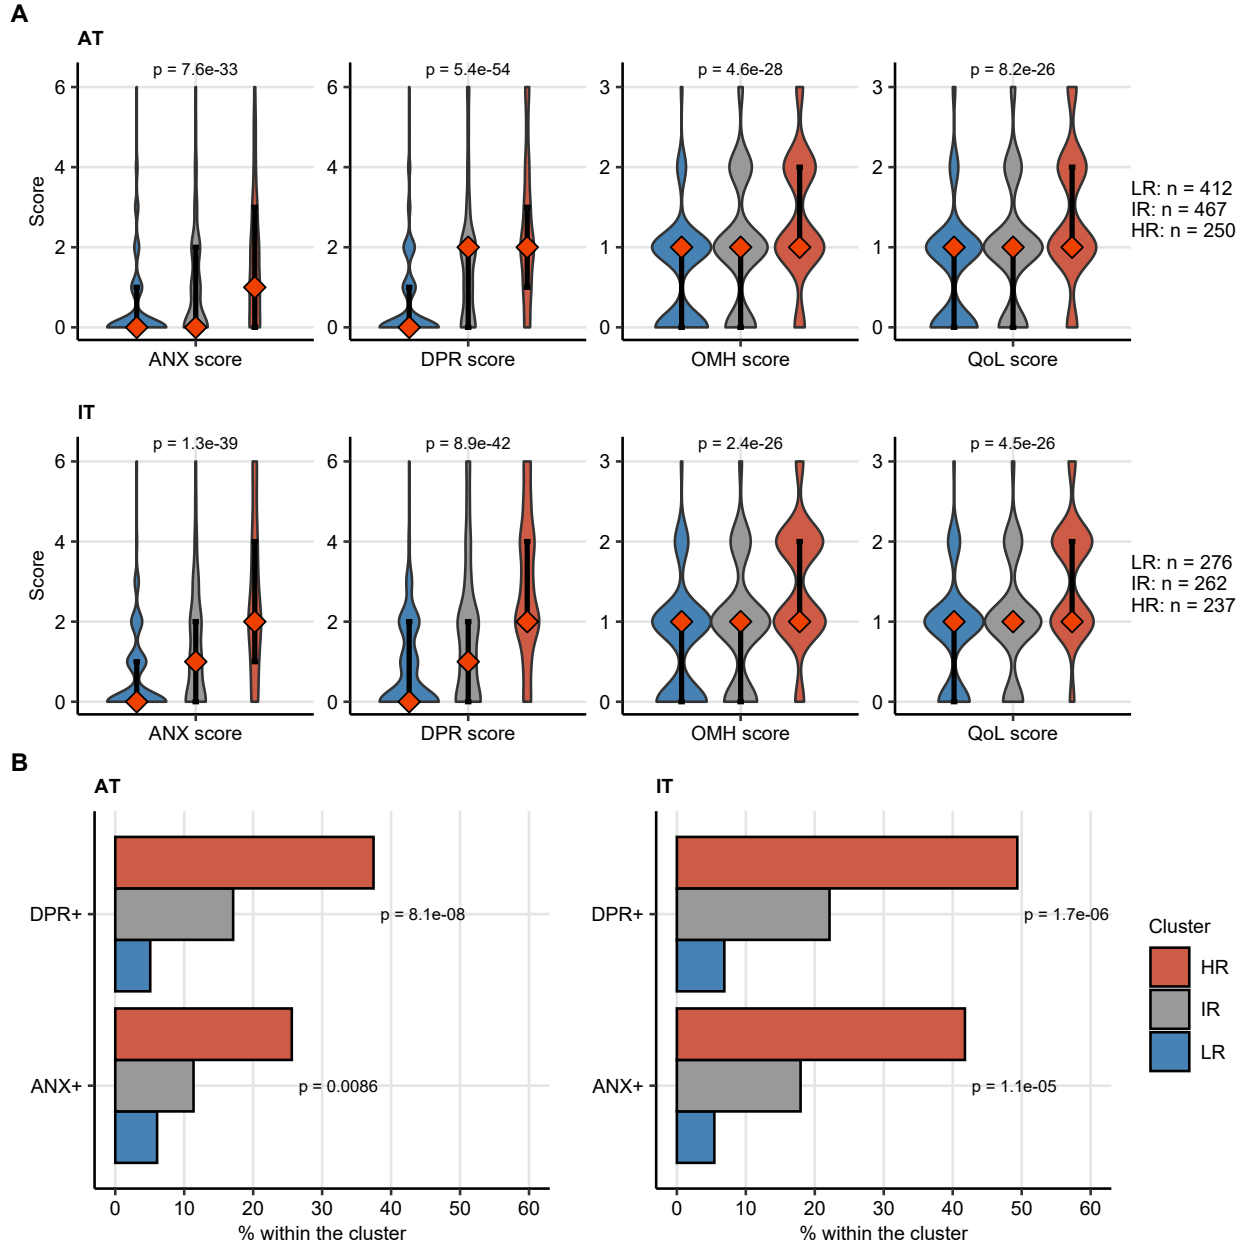 A
AT
p = 7.6e-33
p = 5.4e-54
p = 4.6e-28
p = 8.2e-26
Score
6
4
2
0
6
4
2
0
3
2
1
0
3
2
1
0
ANX score
DPR score
OMH score
QoL score
LR: n = 412
IR: n = 467
HR: n = 250
IT
p = 1.3e-39
p = 8.9e-42
p = 2.4e-26
p = 4.5e-26
Score
6
4
2
0
6
4
2
0
3
2
1
0
3
2
1
0
ANX score
DPR score
OMH score
QoL score
LR: n = 276
IR: n = 262
HR: n = 237
B
AT
DPR+
p = 8.1e-08
ANX+
p = 0.0086
0 10 20 30 40 50 60
% within the cluster
IT
DPR+
p = 1.7e-06
ANX+
p = 1.1e-05
0 10 20 30 40 50 60
% within the cluster
Cluster
HR
IR
LR